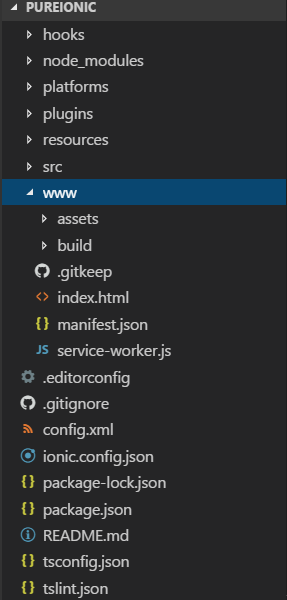 PUREIONIC
hooks
node_modules
platforms
plugins
resources
src
www
assets
build
.gitkeep
<> index.html
{} manifest.json
JS service-worker.js
.editorconfig
.gitignore
config.xml
ionic.config.json
{} package-lock.json
{} package.json
README.md
{} tsconfig.json
{} tslint.json